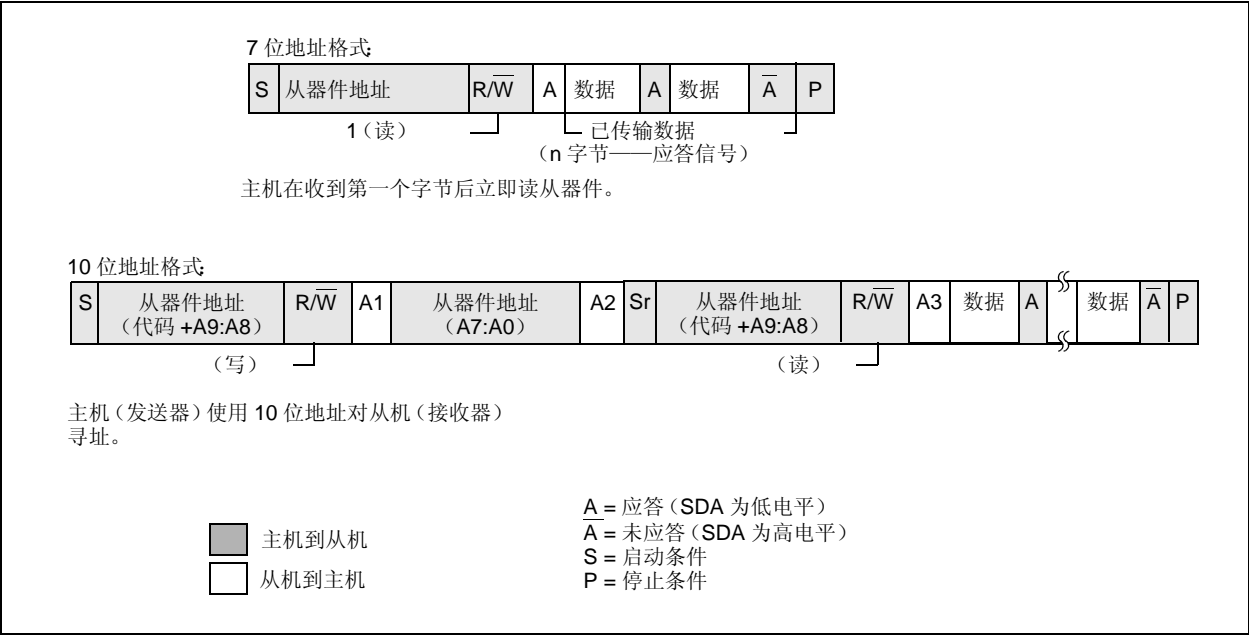 7 位地址格式:
S 从器件地址 R/W̅ A 数据 A 数据 A̅ P
1（读） 已传输数据
（n 字节——应答信号）
主机在收到第一个字节后立即读从器件。
10 位地址格式:
S 从器件地址 R/W̅ A1 从器件地址 A2 Sr 从器件地址 R/W̅ A3 数据 A 数据 A̅ P
（代码 +A9:A8） （A7:A0） （代码 +A9:A8）
（写） （读）
主机（发送器）使用 10 位地址对从机（接收器）
寻址。
主机到从机
从机到主机
A = 应答（SDA 为低电平）
A̅ = 未应答（SDA 为高电平）
S = 启动条件
P = 停止条件